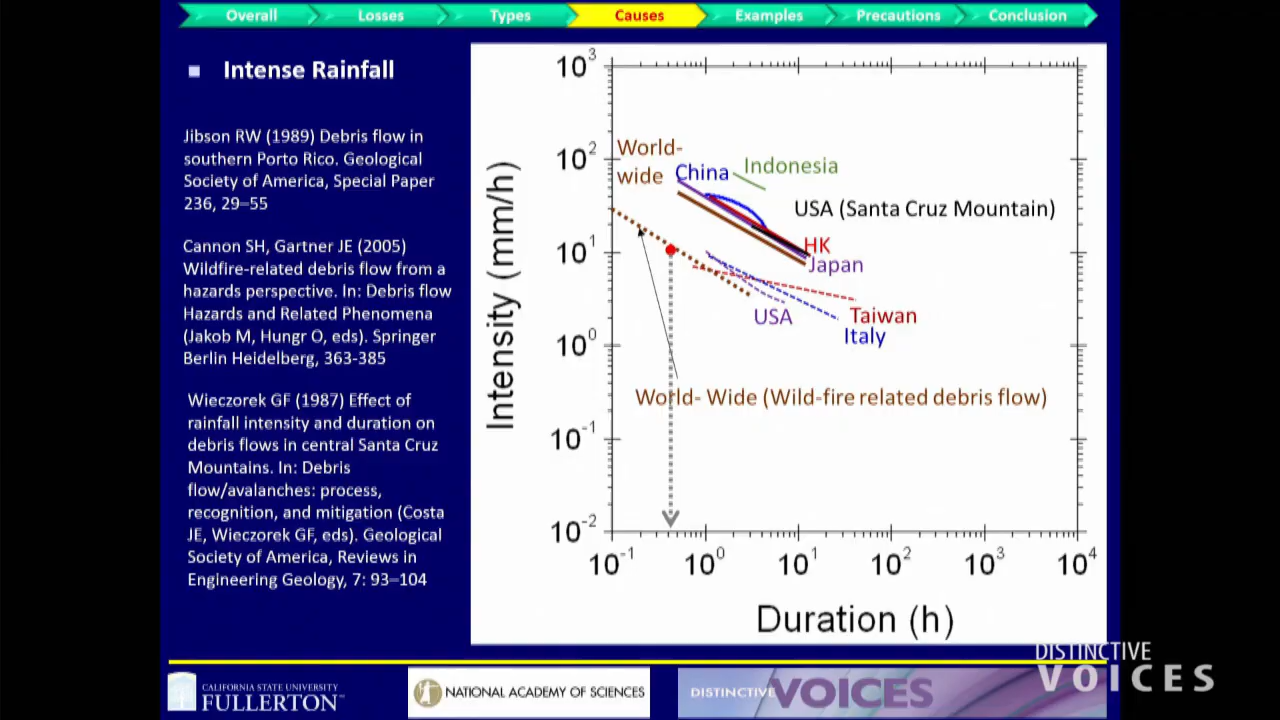 Overall
Losses
Types
Causes
Examples
Precautions
Conclusion
Intense Rainfall
Jibson RW (1989) Debris flow in
southern Porto Rico. Geological
Society of America, Special Paper
236, 29–55
Cannon SH, Gartner JE (2005)
Wildfire-related debris flow from a
hazards perspective. In: Debris flow
Hazards and Related Phenomena
(Jakob M, Hungr O, eds). Springer
Berlin Heidelberg, 363-385
Wieczorek GF (1987) Effect of
rainfall intensity and duration on
debris flows in central Santa Cruz
Mountains. In: Debris
flow/avalanches: process,
recognition, and mitigation (Costa
JE, Wieczorek GF, eds). Geological
Society of America, Reviews in
Engineering Geology, 7: 93–104
Intensity (mm/h)
10³
10²
10¹
10⁰
10⁻¹
10⁻²
World-
wide
China
Indonesia
USA (Santa Cruz Mountain)
HK
Japan
USA
Taiwan
Italy
World- Wide (Wild-fire related debris flow)
10⁻¹ 10⁰ 10¹ 10² 10³ 10⁴
Duration (h)
CALIFORNIA STATE UNIVERSITY
FULLERTON™
NATIONAL ACADEMY OF SCIENCES
DISTINCTIVE VOICES
DISTINCTIVE
VOICES